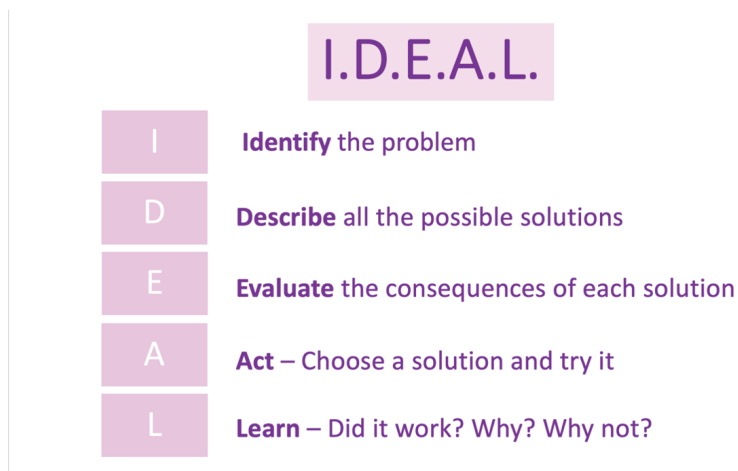 I.D.E.A.L.
I Identify the problem
D Describe all the possible solutions
E Evaluate the consequences of each solution
A Act – Choose a solution and try it
L Learn – Did it work? Why? Why not?